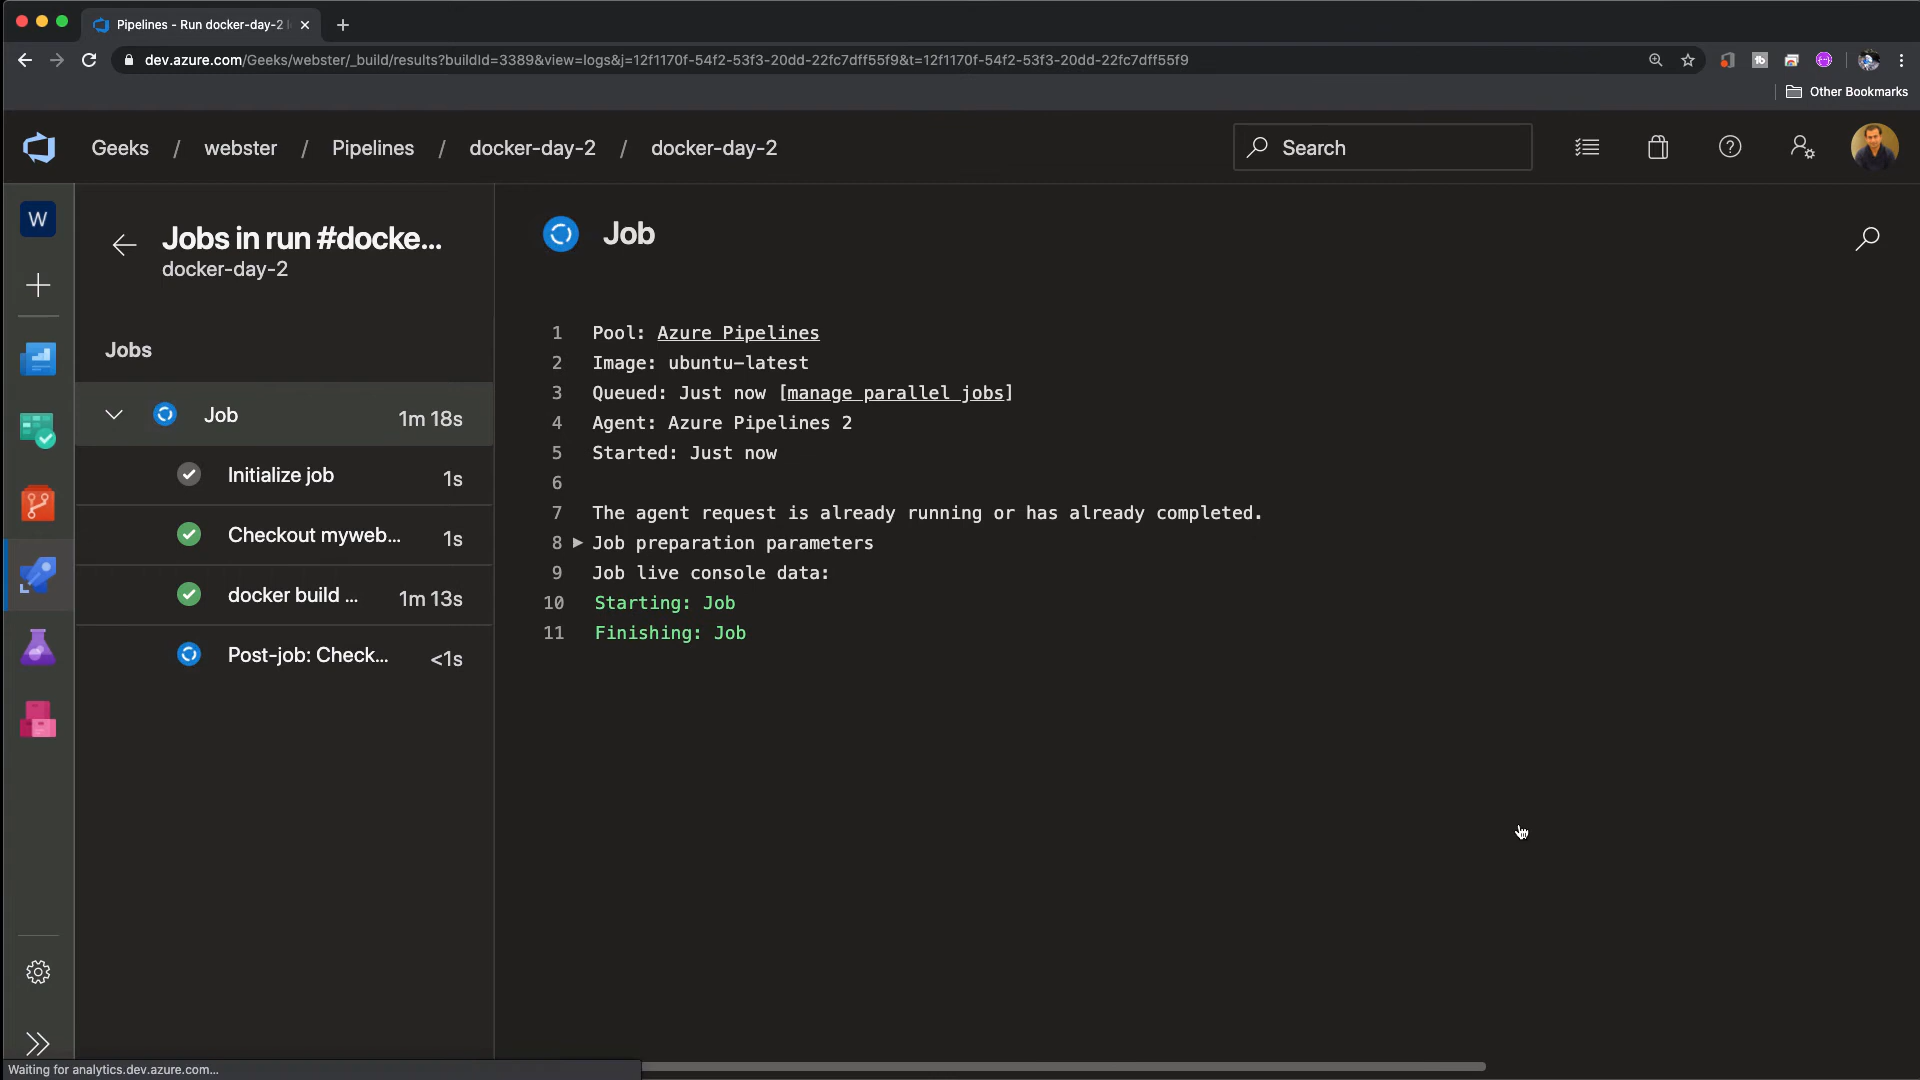 Pipelines - Run docker-day-2
dev.azure.com/Geeks/webster/_build/results?buildId=3389&view=logs&j=12f1170f-54f2-53f3-20dd-22fc7dff55f9&t=12f1170f-54f2-53f3-20dd-22fc7dff55f9
Other Bookmarks
Geeks / webster / Pipelines / docker-day-2 / docker-day-2
Search
W
Jobs in run #docke...
docker-day-2
Jobs
Job 1m 18s
Initialize job 1s
Checkout myweb... 1s
docker build ... 1m 13s
Post-job: Check... <1s
Job
1 Pool: Azure Pipelines
2 Image: ubuntu-latest
3 Queued: Just now [manage parallel jobs]
4 Agent: Azure Pipelines 2
5 Started: Just now
6
7 The agent request is already running or has already completed.
8 Job preparation parameters
9 Job live console data:
10 Starting: Job
11 Finishing: Job
Waiting for analytics.dev.azure.com...